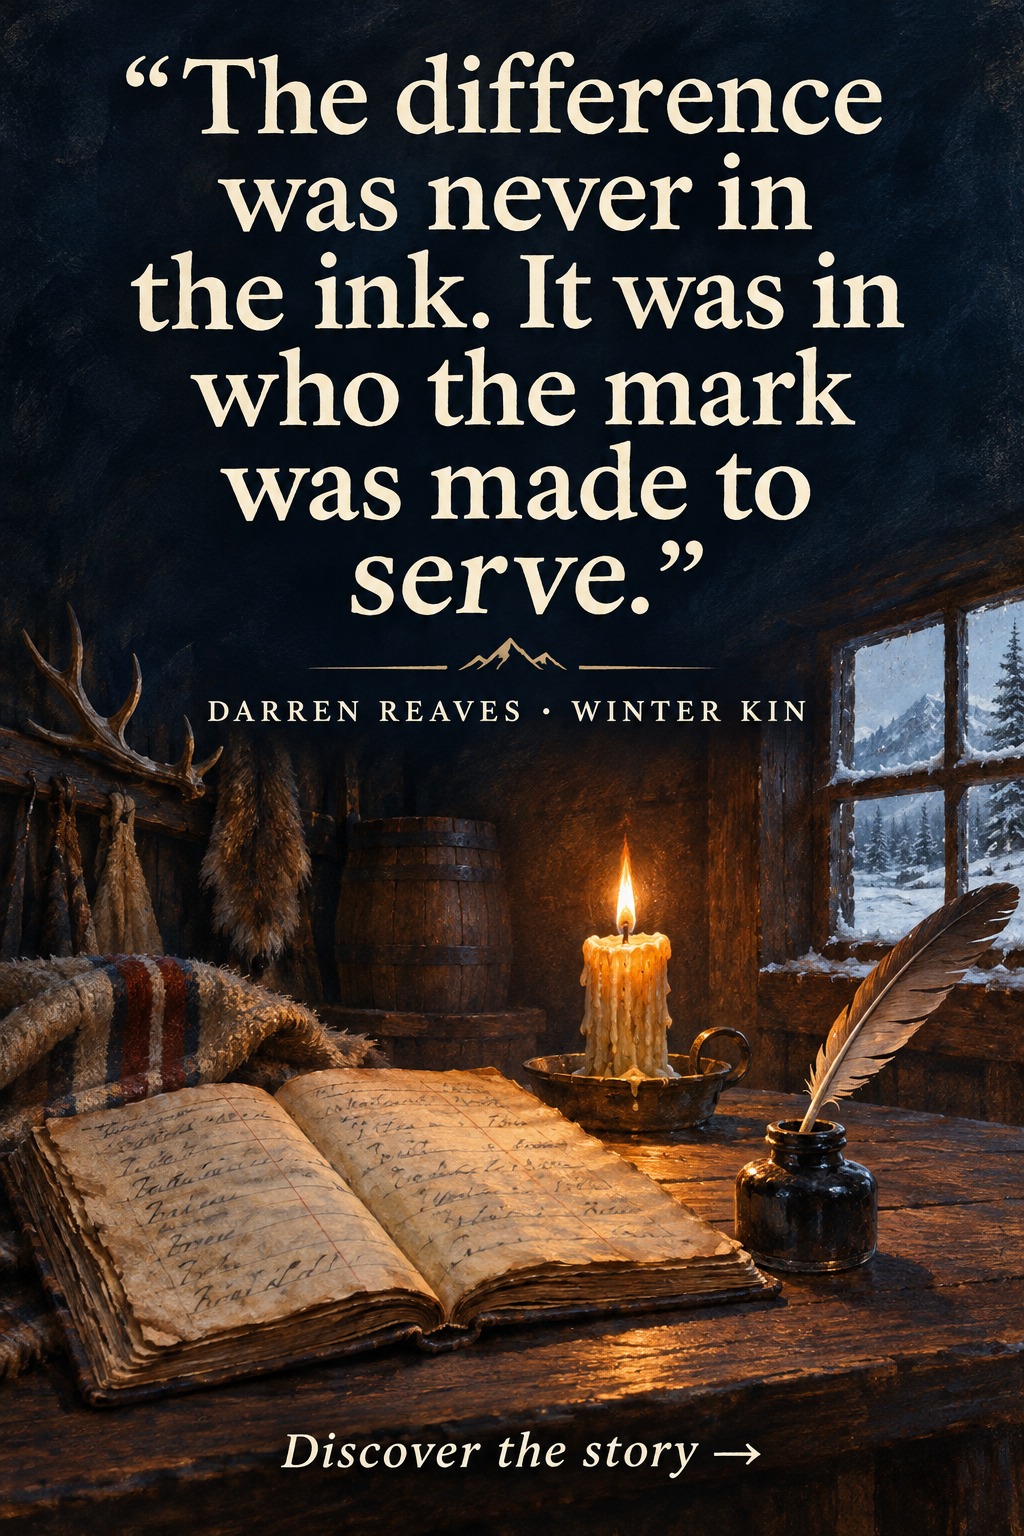 “The difference
was never in
the ink. It was in
who the mark
was made to
serve.”
DARREN REAVES • WINTER KIN
Discover the story →